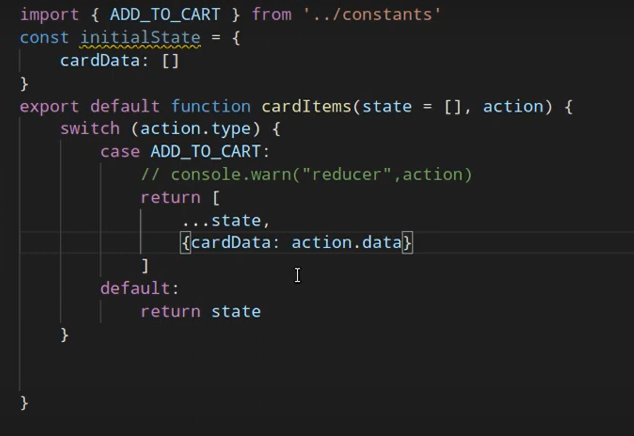 import { ADD_TO_CART } from '../constants'
const initialState = {
    cardData: []
}
export default function cardItems(state = [], action) {
    switch (action.type) {
        case ADD_TO_CART:
            // console.warn("reducer",action)
            return [
                ...state,
                {cardData: action.data}
            ]
        default:
            return state
    }
}